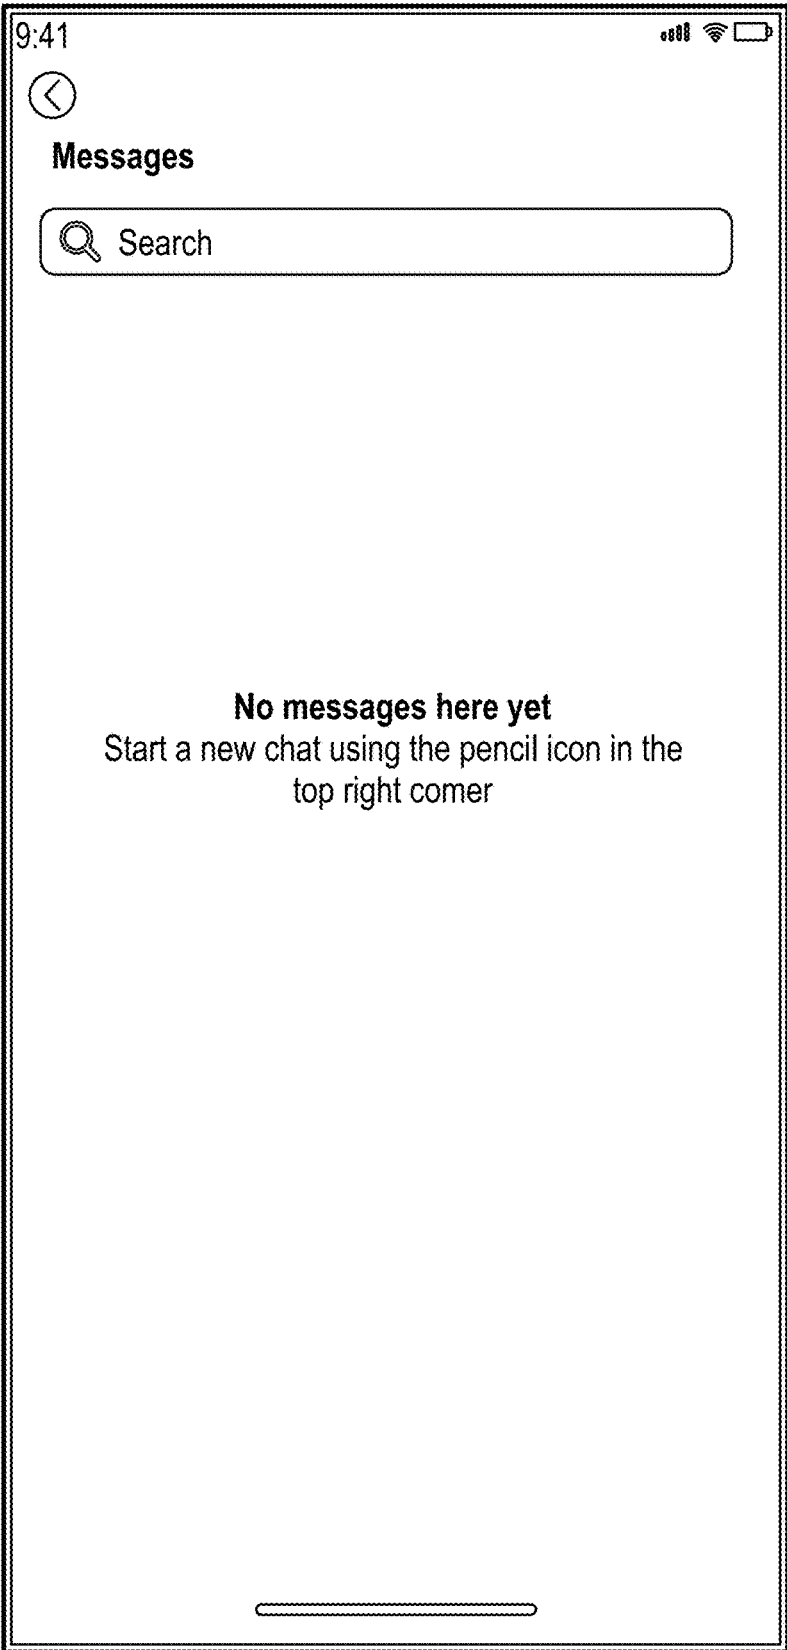 9:41
Messages
Search
No messages here yet
Start a new chat using the pencil icon in the
top right comer